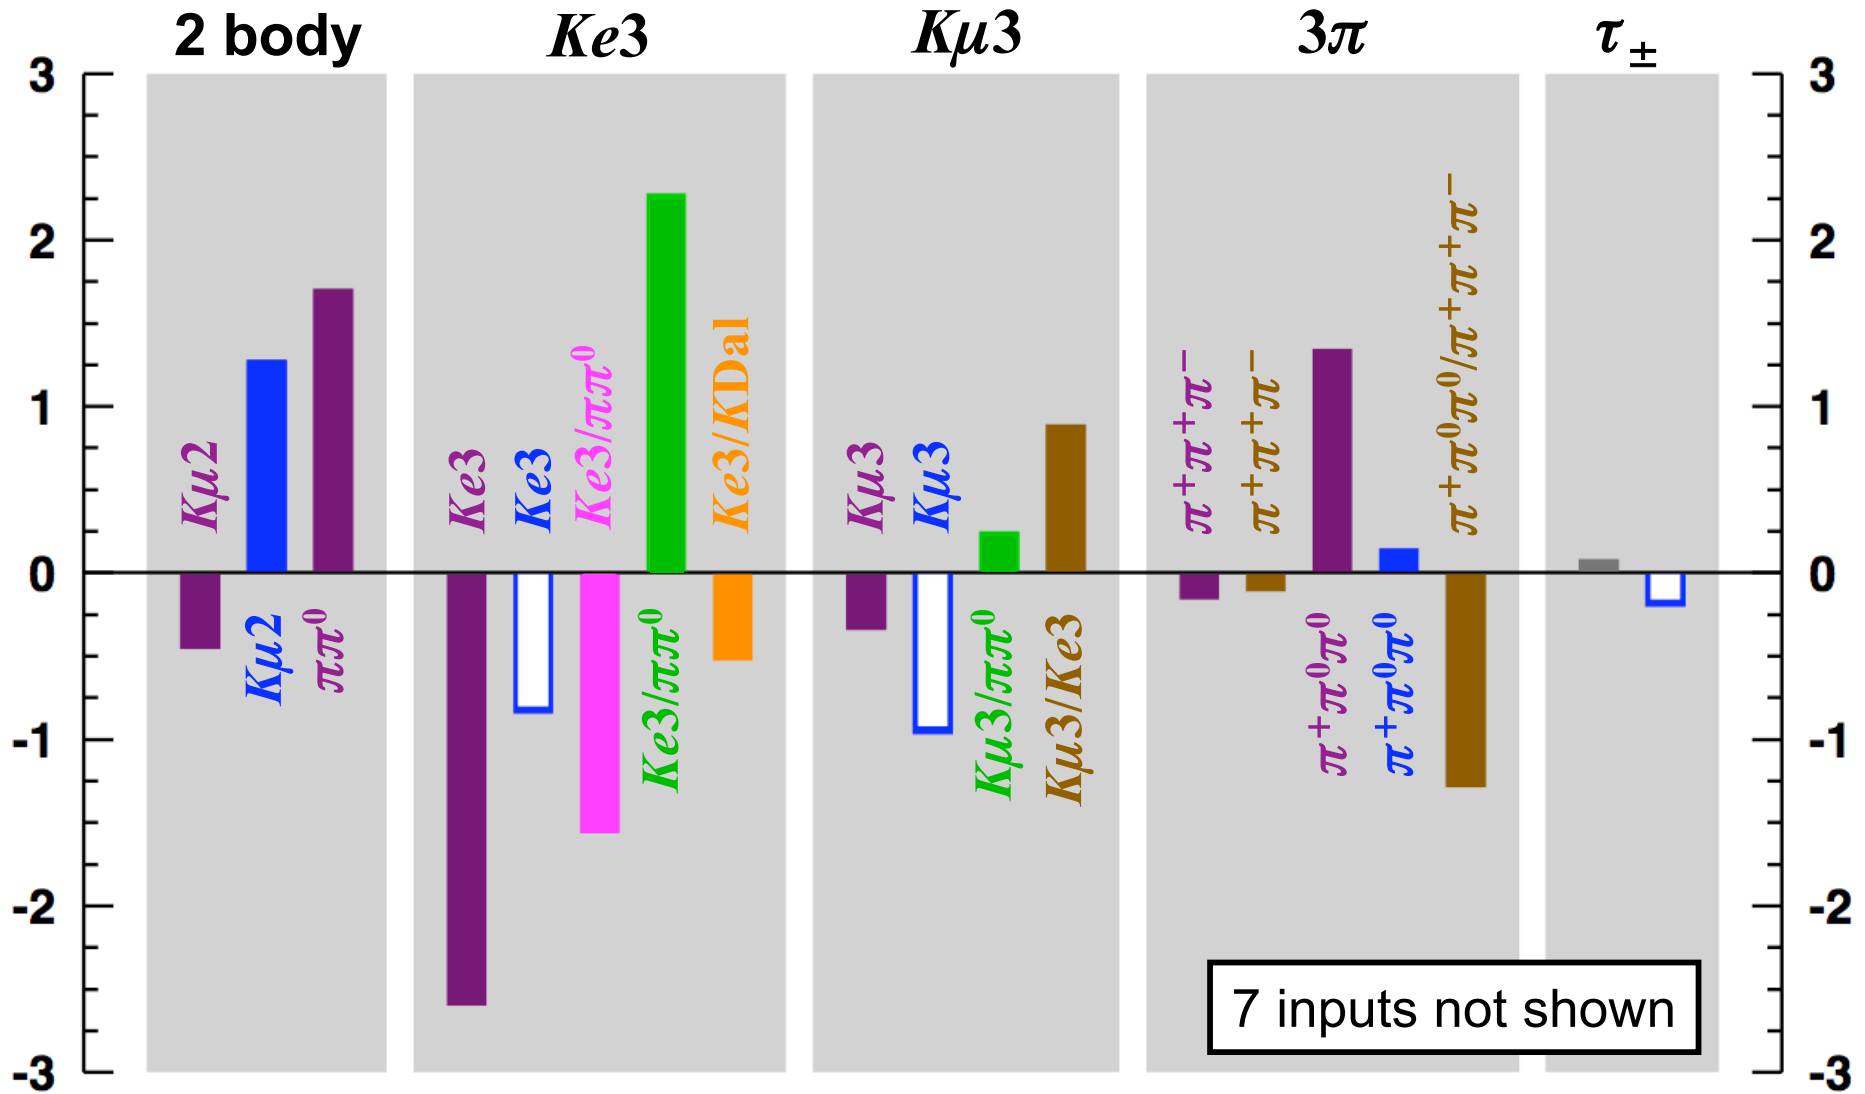 2 body Ke3 Kμ3 3π τ±
3 3
2 2
1 1
0 0
-1 -1
-2 -2
-3 -3
Kμ2
Kμ2
ππ⁰
Ke3
Ke3
Ke3/ππ⁰
Ke3/ππ⁰
Ke3/KDal
Kμ3
Kμ3
Kμ3/ππ⁰
Kμ3/Ke3
π⁺π⁺π⁻
π⁺π⁺π⁻
π⁺π⁰π⁰
π⁺π⁰π⁰
π⁺π⁰π⁰/π⁺π⁺π⁻
7 inputs not shown